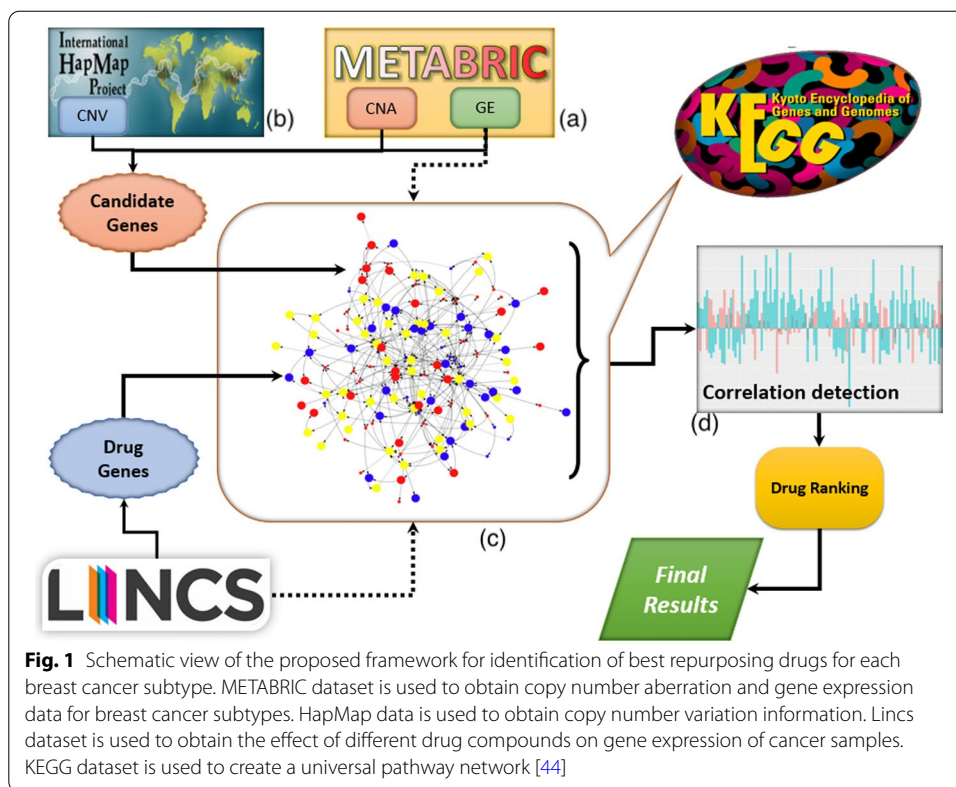 International
HapMap
Project
CNV
(b)
METABRIC
CNA
GE
(a)
KEGG
Kyoto Encyclopedia of
Genes and Genomes
Candidate
Genes
Drug
Genes
LINCS
(c)
Correlation detection
(d)
Drug Ranking
Final
Results
Fig. 1 Schematic view of the proposed framework for identification of best repurposing drugs for each
breast cancer subtype. METABRIC dataset is used to obtain copy number aberration and gene expression
data for breast cancer subtypes. HapMap data is used to obtain copy number variation information. Lincs
dataset is used to obtain the effect of different drug compounds on gene expression of cancer samples.
KEGG dataset is used to create a universal pathway network [44]